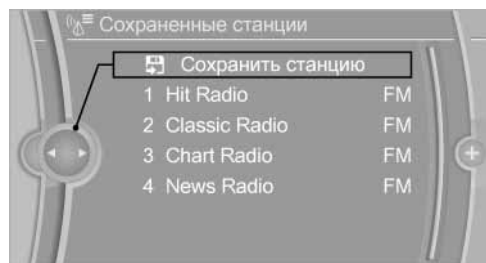 Сохраненные станции
Сохранить станцию
1 Hit Radio FM
2 Classic Radio FM
3 Chart Radio FM
4 News Radio FM